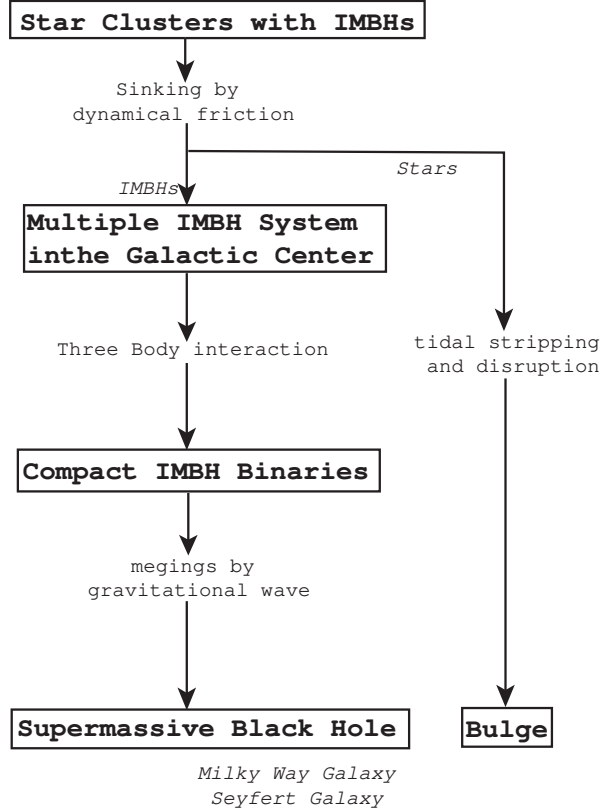 Star Clusters with IMBHs
Sinking by
dynamical friction
Stars
IMBHs
Multiple IMBH System
inthe Galactic Center
Three Body interaction
tidal stripping
and disruption
Compact IMBH Binaries
megings by
gravitational wave
Supermassive Black Hole
Bulge
Milky Way Galaxy
Seyfert Galaxy